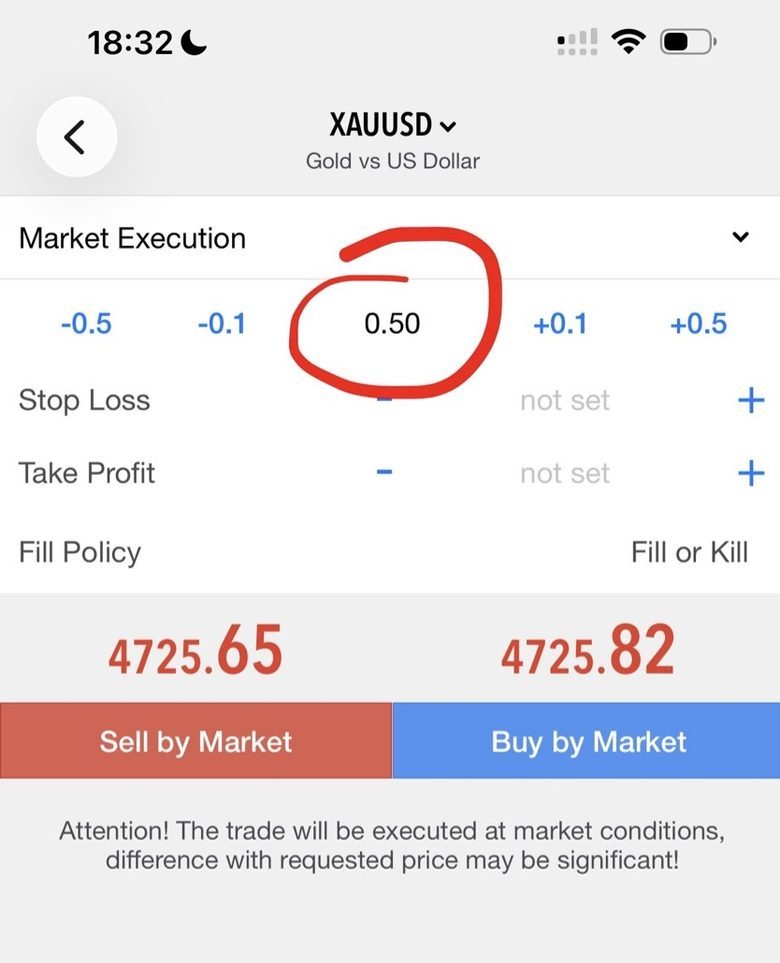 18:32
XAUUSD
Gold vs US Dollar
Market Execution
-0.5 -0.1 0.50 +0.1 +0.5
Stop Loss - not set +
Take Profit - not set +
Fill Policy Fill or Kill
4725.65 4725.82
Sell by Market Buy by Market
Attention! The trade will be executed at market conditions,
difference with requested price may be significant!